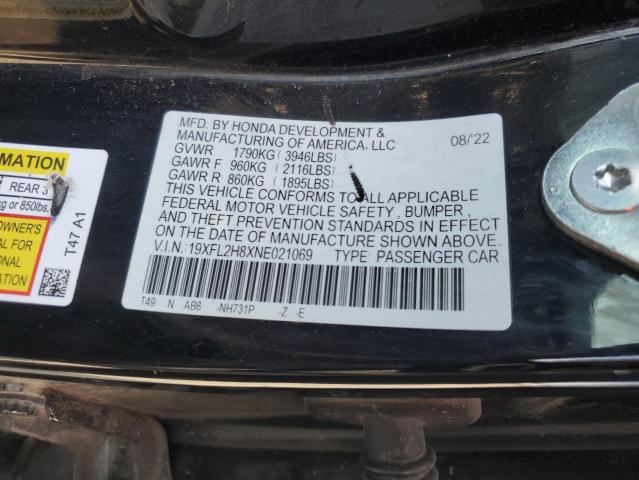 MFD. BY HONDA DEVELOPMENT &
MANUFACTURING OF AMERICA, LLC 08/'22
GVWR 1790KG (3946LBS)
GAWR F 960KG (2116LBS)
GAWR R 860KG (1895LBS)
THIS VEHICLE CONFORMS TO ALL APPLICABLE
FEDERAL MOTOR VEHICLE SAFETY, BUMPER,
AND THEFT PREVENTION STANDARDS IN EFFECT
ON THE DATE OF MANUFACTURE SHOWN ABOVE.
V.I.N.: 19XFL2H8XNE021069 TYPE: PASSENGER CAR
T49 N AB6 -NH731P -Z -E
RMATION
REAR 3
kg or 850lbs.
OWNER'S
AL FOR
TIONAL
MATION
T47 A1